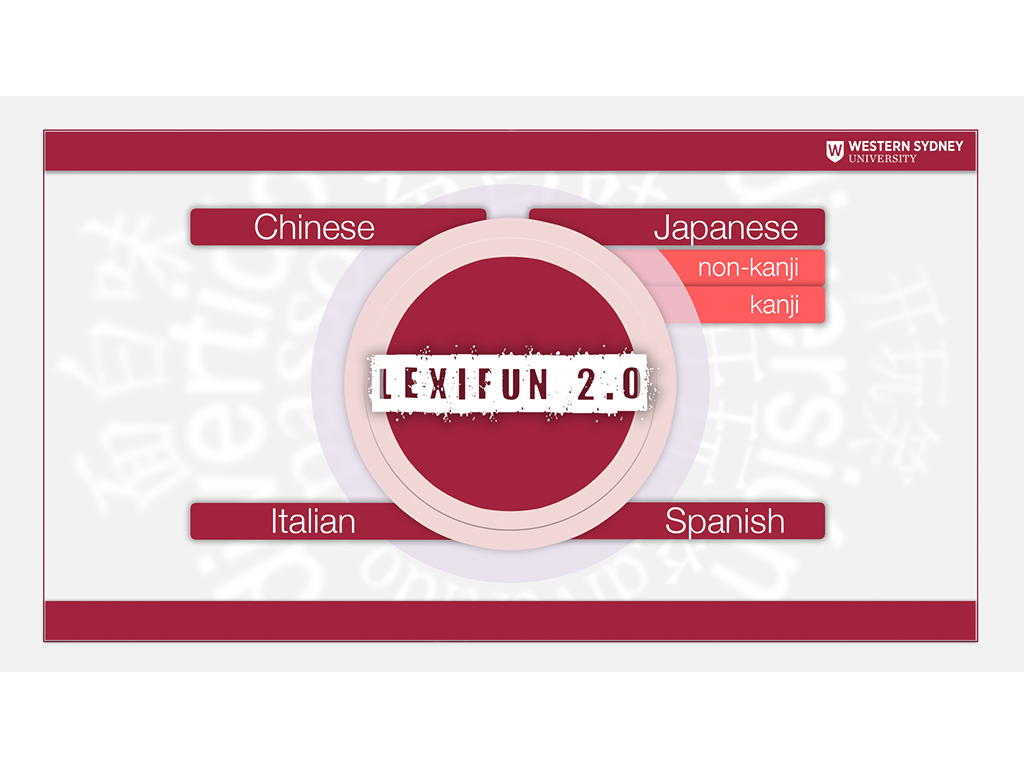 WESTERN SYDNEY
UNIVERSITY
Chinese
Japanese
non-kanji
kanji
LEXIFUN 2.0
Italian
Spanish